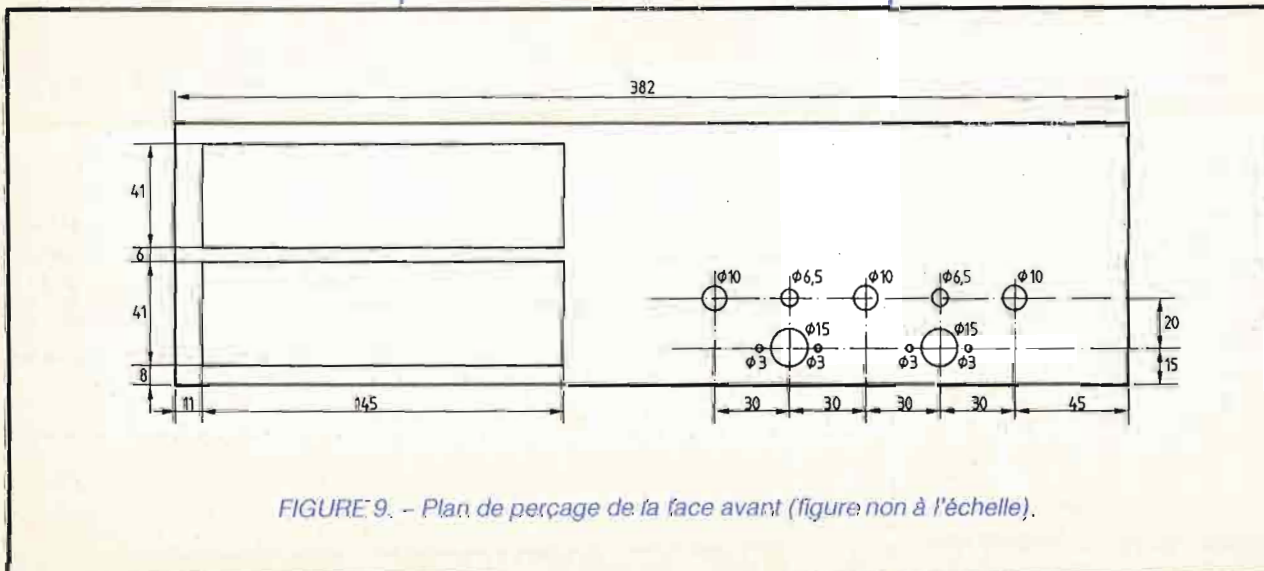 382
41
6
41
8
11
145
φ10
φ6,5
φ10
φ6,5
φ10
φ15
φ15
φ3
φ3
φ3
φ3
20
15
30
30
30
30
45
FIGURE 9. – Plan de perçage de la face avant (figure non à l'échelle).